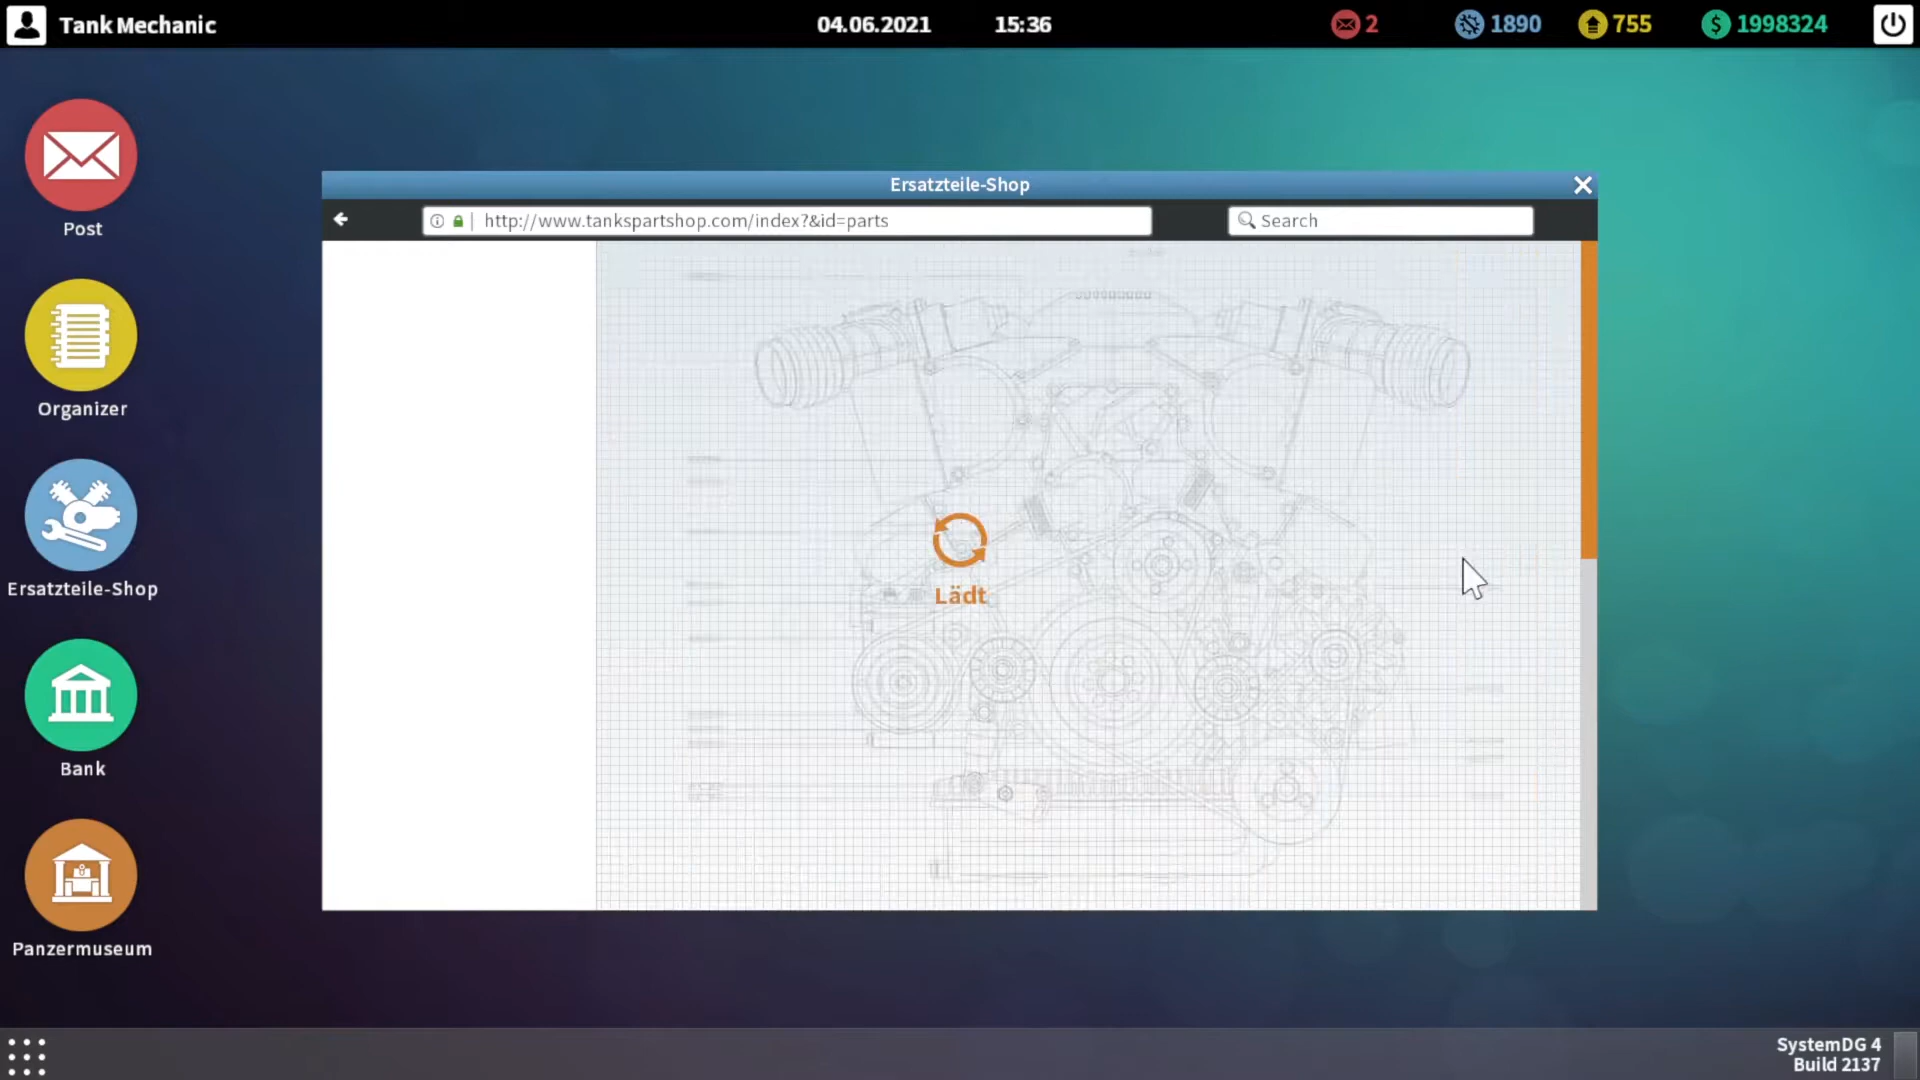 Tank Mechanic
04.06.2021
15:36
2
1890
755
1998324
Post
Organizer
Ersatzteile-Shop
Bank
Panzermuseum
Ersatzteile-Shop
http://www.tankspartshop.com/index?&id=parts
Search
Lädt
SystemDG 4
Build 2137